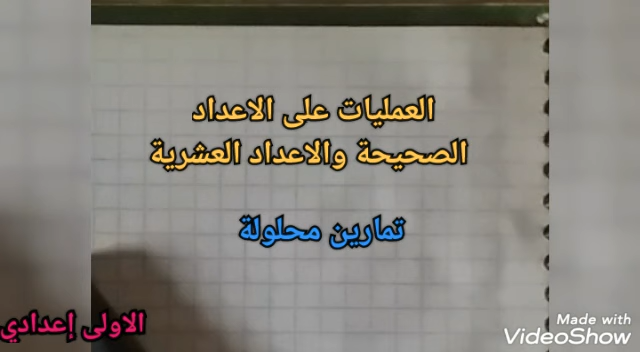 العمليات على الاعداد
الصحيحة والاعداد العشرية
تمارين محلولة
الاولى إعدادي
Made with
VideoShow